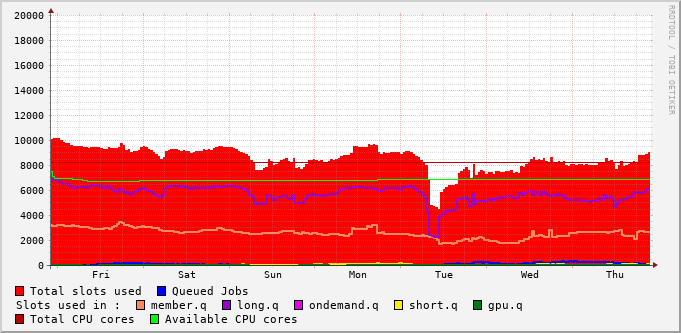 20000
18000
16000
14000
12000
10000
8000
6000
4000
2000
0
Fri Sat Sun Mon Tue Wed Thu
Total slots used Queued Jobs
Slots used in : member.q long.q ondemand.q short.q gpu.q
Total CPU cores Available CPU cores
RRDTOOL / TOBI OETIKER